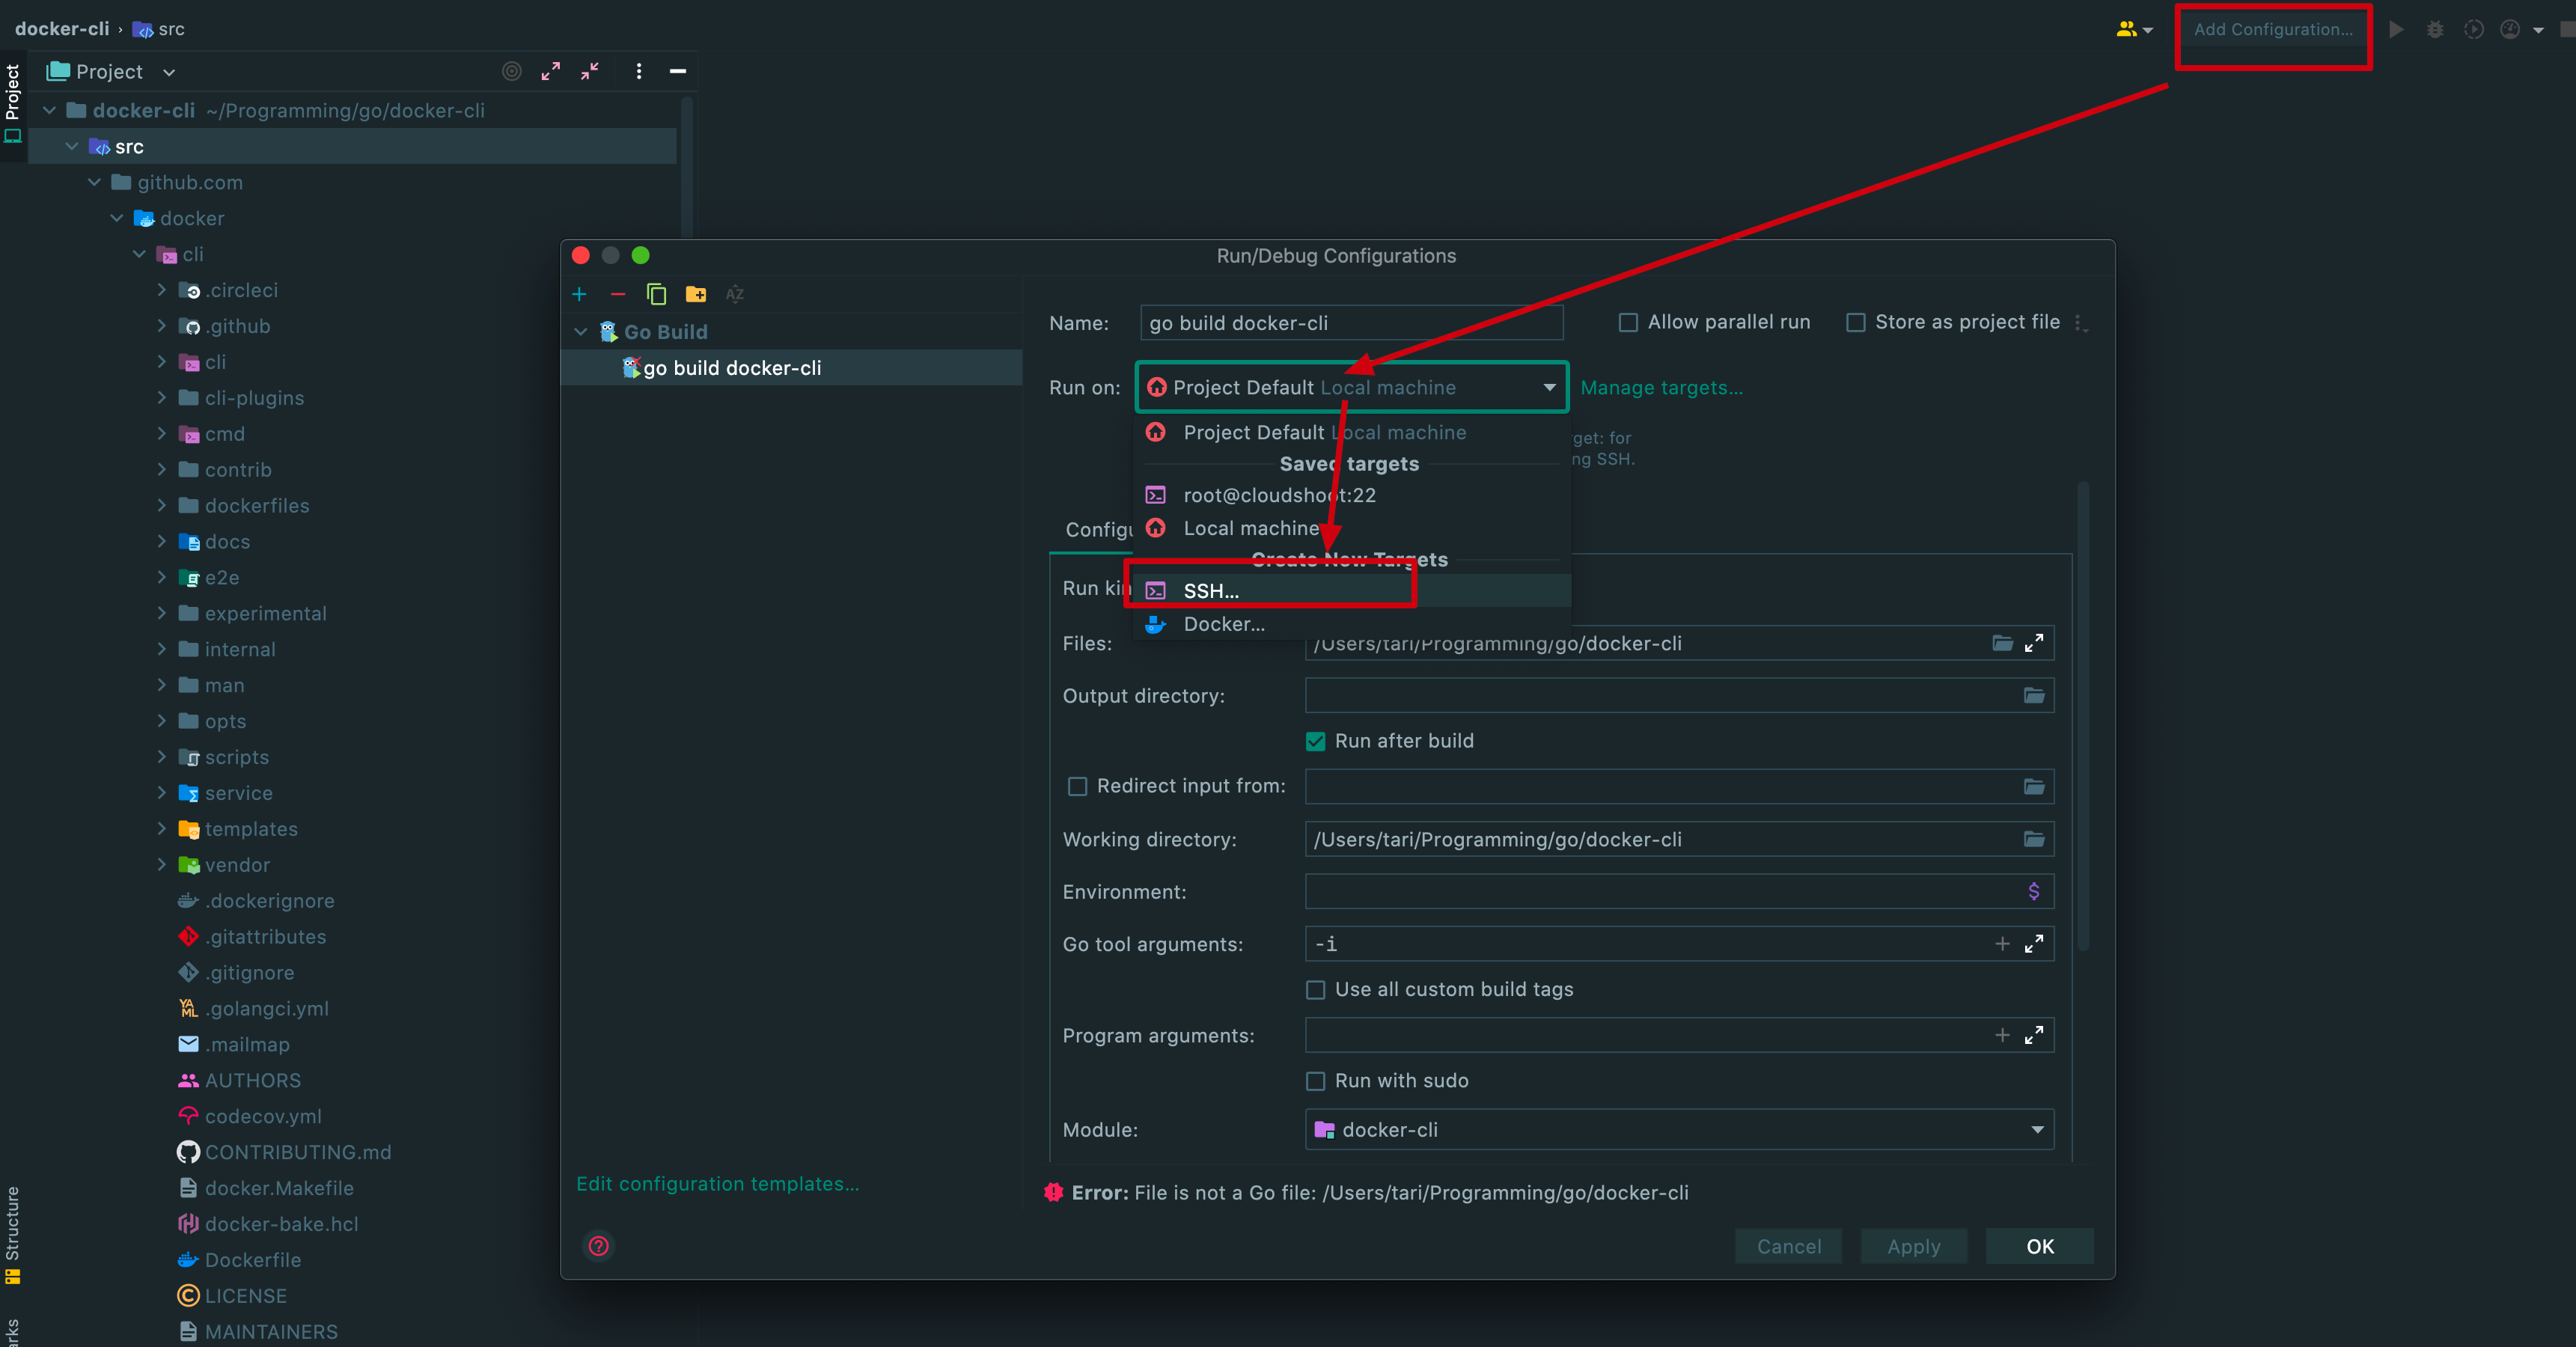 docker-cli › src
Add Configuration...
Project
Project
docker-cli ~/Programming/go/docker-cli
src
github.com
docker
cli
.circleci
.github
cli
cli-plugins
cmd
contrib
dockerfiles
docs
e2e
experimental
internal
man
opts
scripts
service
templates
vendor
.dockerignore
.gitattributes
.gitignore
.golangci.yml
.mailmap
AUTHORS
codecov.yml
CONTRIBUTING.md
docker.Makefile
docker-bake.hcl
Dockerfile
LICENSE
MAINTAINERS
Structure
arks
Run/Debug Configurations
Go Build
go build docker-cli
Edit configuration templates...
Name: go build docker-cli
Allow parallel run
Store as project file
Run on: Project Default Local machine
Manage targets...
Project Default Local machine
get: for
ng SSH.
Saved targets
root@cloudshoot:22
Local machine
Configu
Create New Targets
Run kin
SSH...
Docker...
Files: /Users/tari/Programming/go/docker-cli
Output directory:
Run after build
Redirect input from:
Working directory: /Users/tari/Programming/go/docker-cli
Environment:
Go tool arguments: -i
Use all custom build tags
Program arguments:
Run with sudo
Module: docker-cli
Error: File is not a Go file: /Users/tari/Programming/go/docker-cli
Cancel
Apply
OK